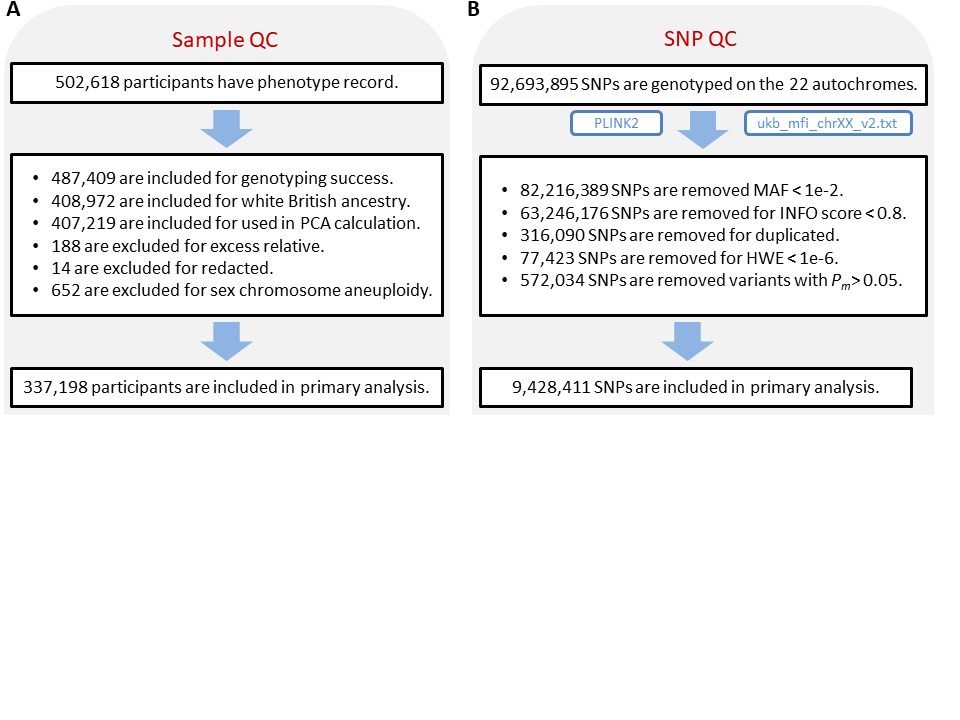 A
Sample QC
502,618 participants have phenotype record.
• 487,409 are included for genotyping success.
• 408,972 are included for white British ancestry.
• 407,219 are included for used in PCA calculation.
• 188 are excluded for excess relative.
• 14 are excluded for redacted.
• 652 are excluded for sex chromosome aneuploidy.
337,198 participants are included in primary analysis.
B
SNP QC
92,693,895 SNPs are genotyped on the 22 autochromes.
PLINK2
ukb_mfi_chrXX_v2.txt
• 82,216,389 SNPs are removed MAF < 1e-2.
• 63,246,176 SNPs are removed for INFO score < 0.8.
• 316,090 SNPs are removed for duplicated.
• 77,423 SNPs are removed for HWE < 1e-6.
• 572,034 SNPs are removed variants with Pm > 0.05.
9,428,411 SNPs are included in primary analysis.